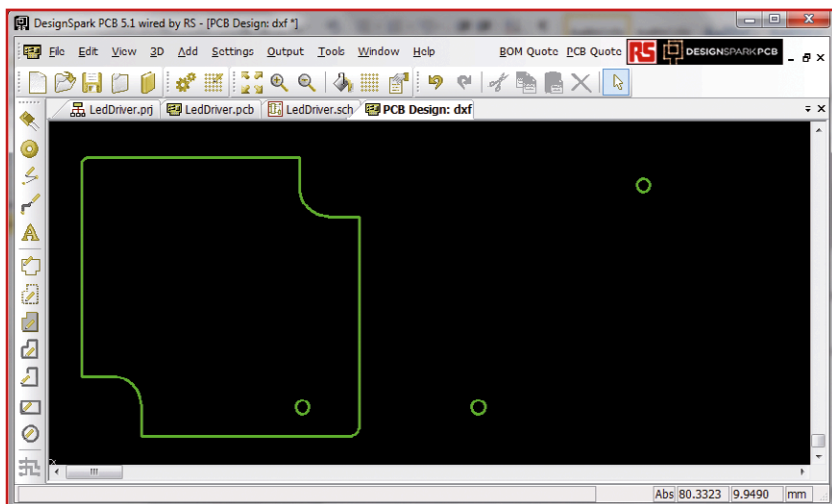 DesignSpark PCB 5.1 wired by RS - [PCB Design: dxf *]
File Edit View 3D Add Settings Output Tools Window Help BOM Quote PCB Quote RS DESIGNSPARKPCB
LedDriver.prj LedDriver.pcb LedDriver.sch PCB Design: dxf
A
Abs 80.3323 9.9490 mm